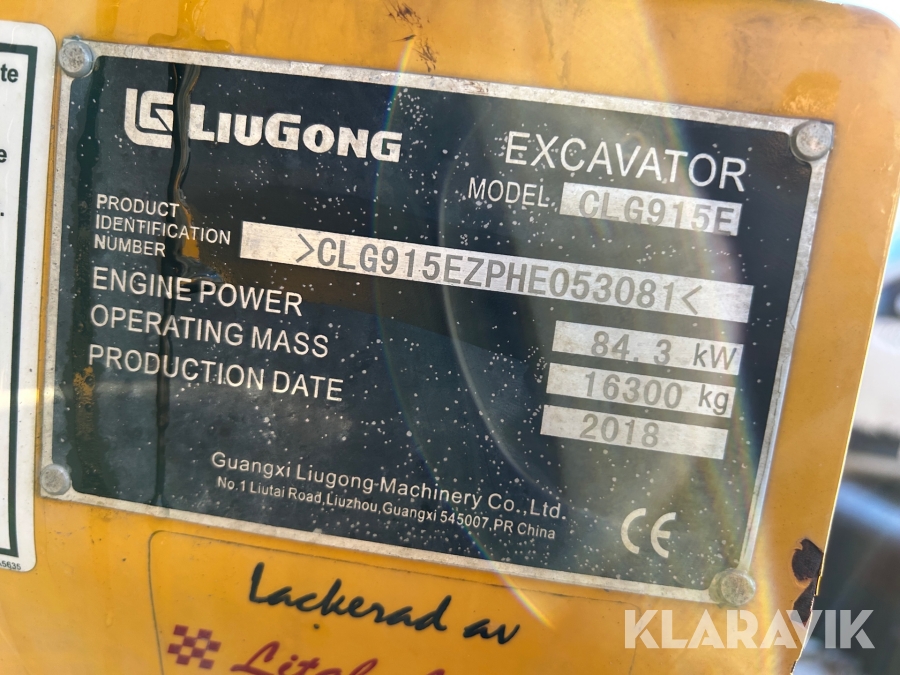 LIUGONG
EXCAVATOR
MODEL CLG915E
PRODUCT
IDENTIFICATION
NUMBER
>CLG915EZPHE053081<
ENGINE POWER 84.3 kW
OPERATING MASS 16300 kg
PRODUCTION DATE 2018
Guangxi Liugong Machinery Co.,Ltd.
No.1 Liutai Road,Liuzhou,Guangxi 545007,PR China
CE
Lackerad av
KLARAVIK